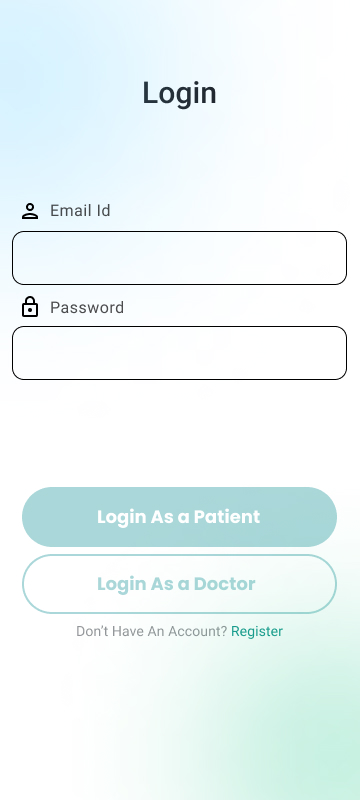 Login
Email Id
Password
Login As a Patient
Login As a Doctor
Don't Have An Account? Register